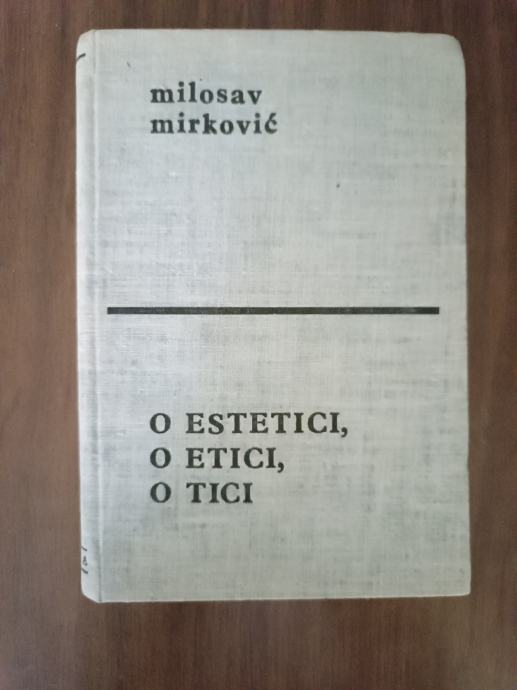 milosav
mirković
O ESTETICI,
O ETICI,
O TICI